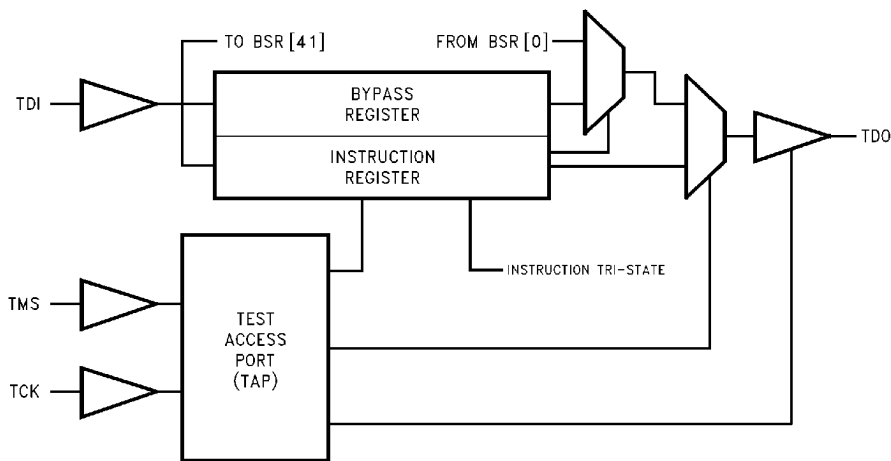 TO BSR [41]
FROM BSR [0]
TDI
BYPASS
REGISTER
INSTRUCTION
REGISTER
TDO
INSTRUCTION TRI-STATE
TMS
TEST
ACCESS
PORT
(TAP)
TCK